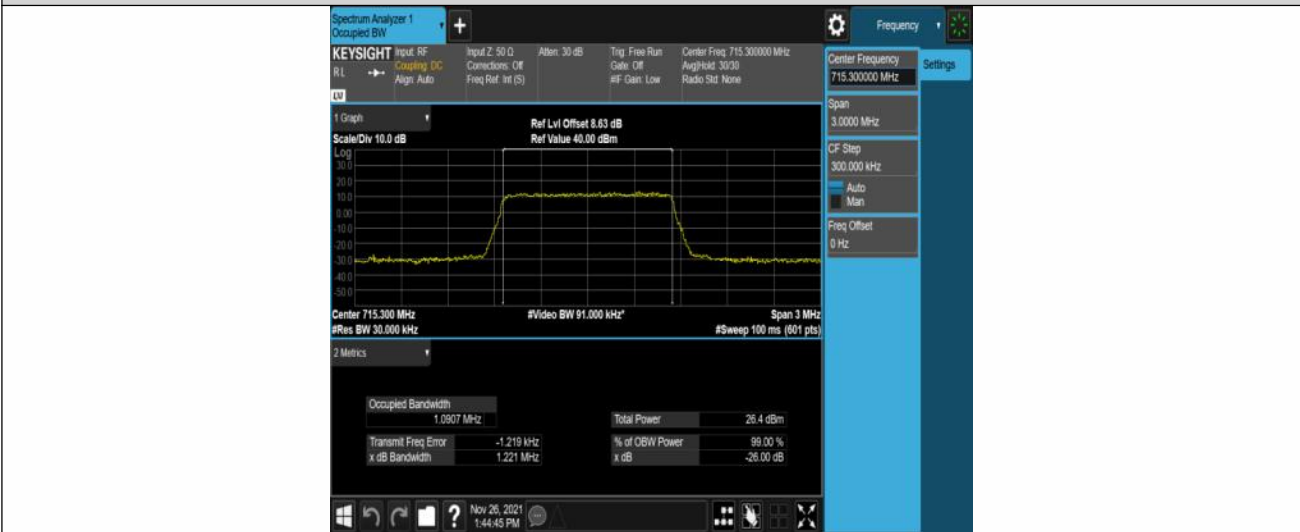 Spectrum Analyzer 1
Occupied BW
+
Frequency
KEYSIGHT
RL
LVI
Input: RF
Coupling: DC
Align: Auto
Input Z: 50 Ω
Corrections: Off
Freq Ref: Int (S)
Atten: 30 dB
Trig: Free Run
Gate: Off
#IF Gain: Low
Center Freq: 715.300000 MHz
Avg|Hold: 30/30
Radio Std: None
Center Frequency
715.300000 MHz
Settings
Span
3.0000 MHz
CF Step
300.000 kHz
Auto
Man
Freq Offset
0 Hz
1 Graph
Scale/Div 10.0 dB
Ref Lvl Offset 8.63 dB
Ref Value 40.00 dBm
Log
30.0
20.0
10.0
0.00
-10.0
-20.0
-30.0
-40.0
-50.0
Center 715.300 MHz
#Video BW 91.000 kHz*
Span 3 MHz
#Res BW 30.000 kHz
#Sweep 100 ms (601 pts)
2 Metrics
Occupied Bandwidth
1.0907 MHz
Total Power 26.4 dBm
Transmit Freq Error -1.219 kHz
% of OBW Power 99.00 %
x dB Bandwidth 1.221 MHz
x dB -26.00 dB
?
Nov 26, 2021
1:44:45 PM